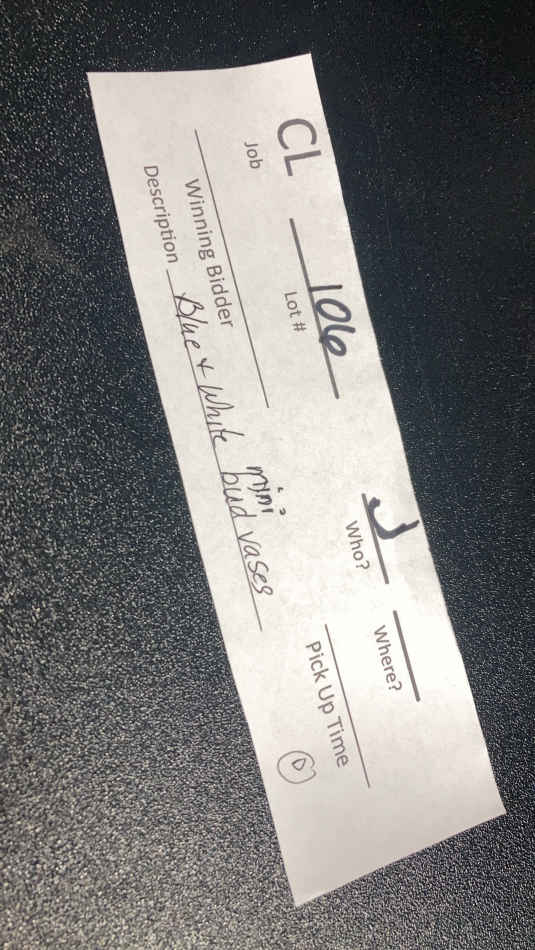 CL 106 J
Job Lot # Who? Where?
Winning Bidder Pick Up Time
mini
Description Blue + White bud vases D